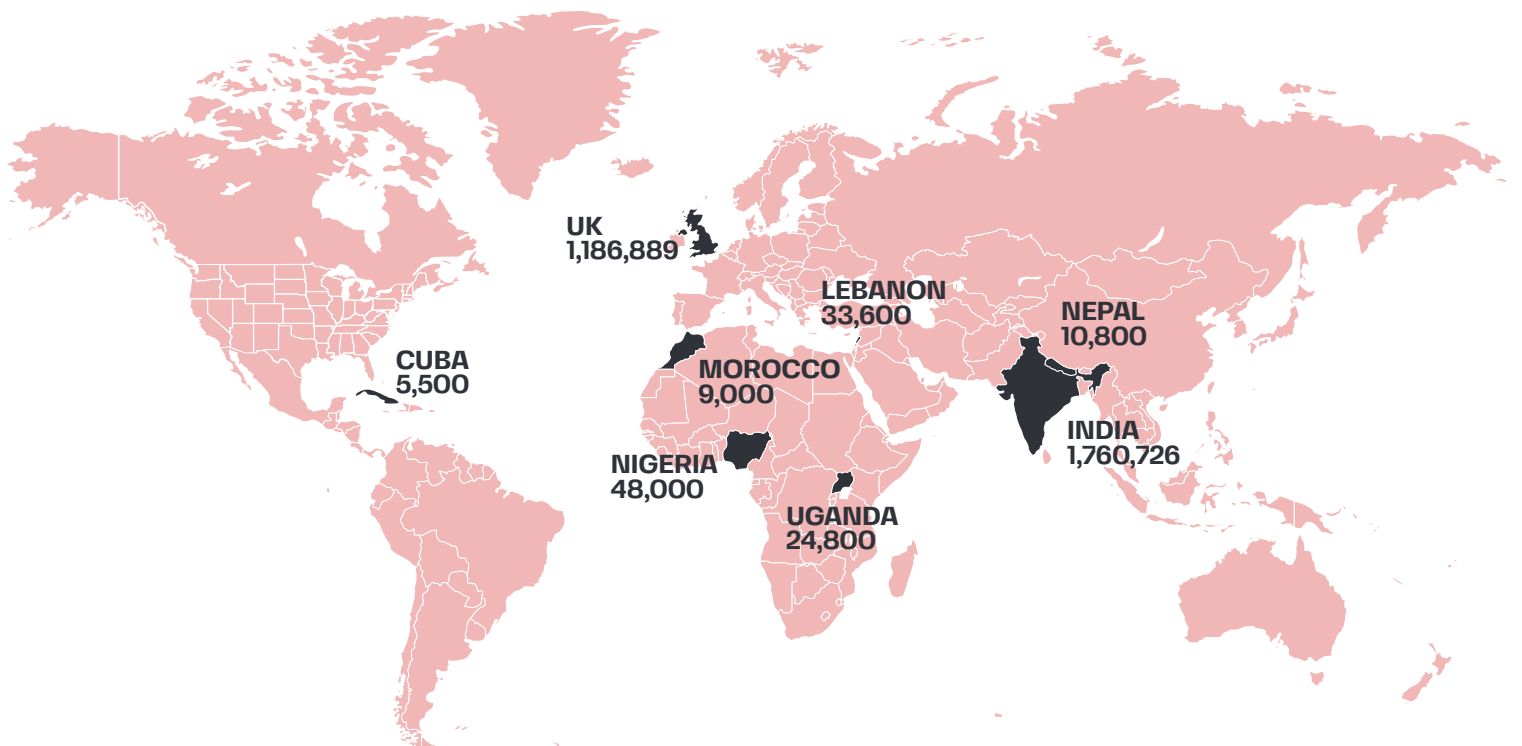 UK
1,186,889
LEBANON
33,600
NEPAL
10,800
CUBA
5,500
MOROCCO
9,000
INDIA
1,760,726
NIGERIA
48,000
UGANDA
24,800